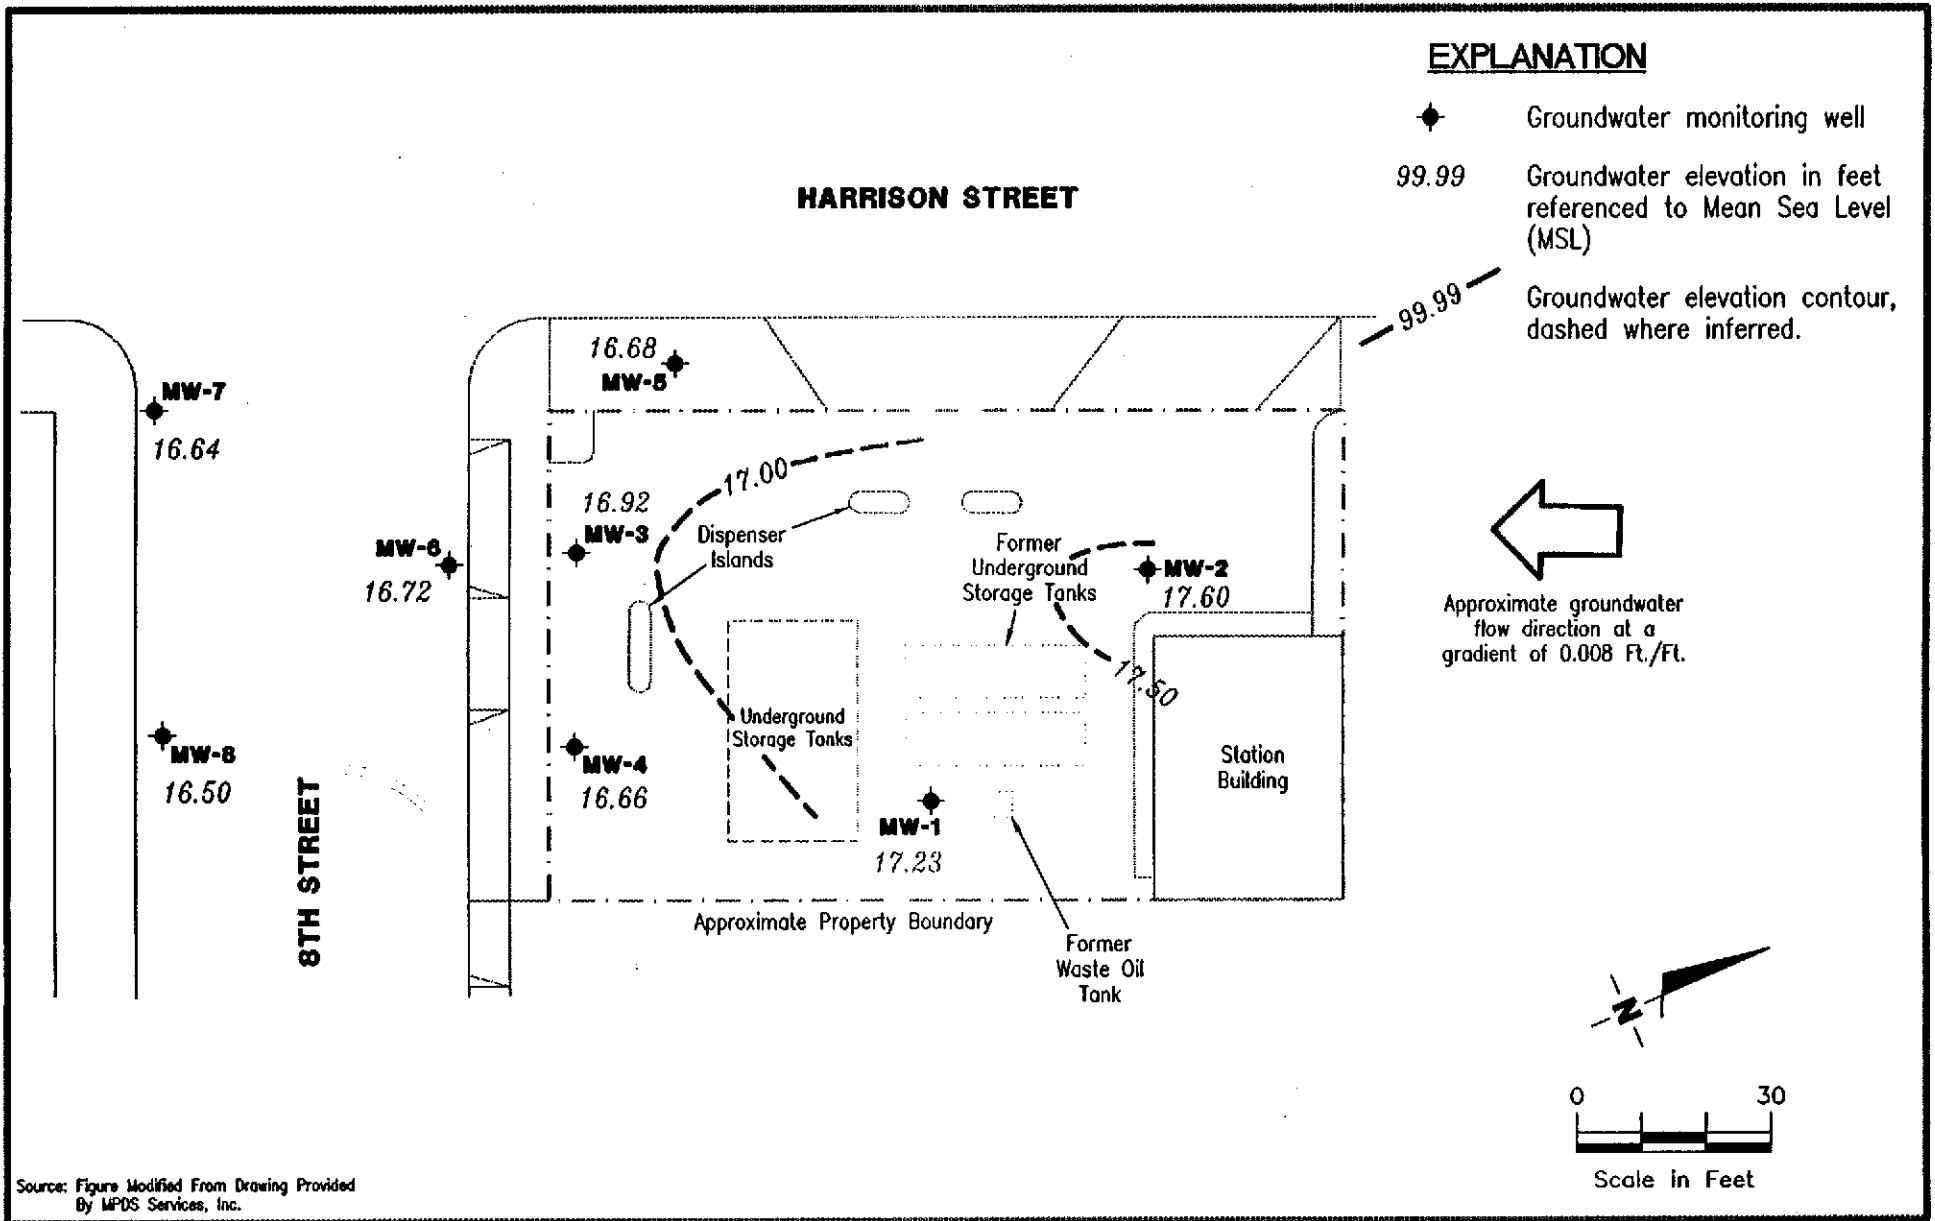 EXPLANATION
Groundwater monitoring well
99.99
Groundwater elevation in feet
referenced to Mean Sea Level
(MSL)
99.99
Groundwater elevation contour,
dashed where inferred.
HARRISON STREET
16.68
MW-5
MW-7
16.64
17.00
16.92
MW-3
Dispenser
Islands
MW-6
16.72
Former
Underground
Storage Tanks
MW-2
17.60
17.50
Approximate groundwater
flow direction at a
gradient of 0.008 Ft./Ft.
Underground
Storage Tanks
Station
Building
MW-8
16.50
MW-4
16.66
MW-1
17.23
8TH STREET
Approximate Property Boundary
Former
Waste Oil
Tank
N
0 30
Scale in Feet
Source: Figure Modified From Drawing Provided
By MPDS Services, Inc.